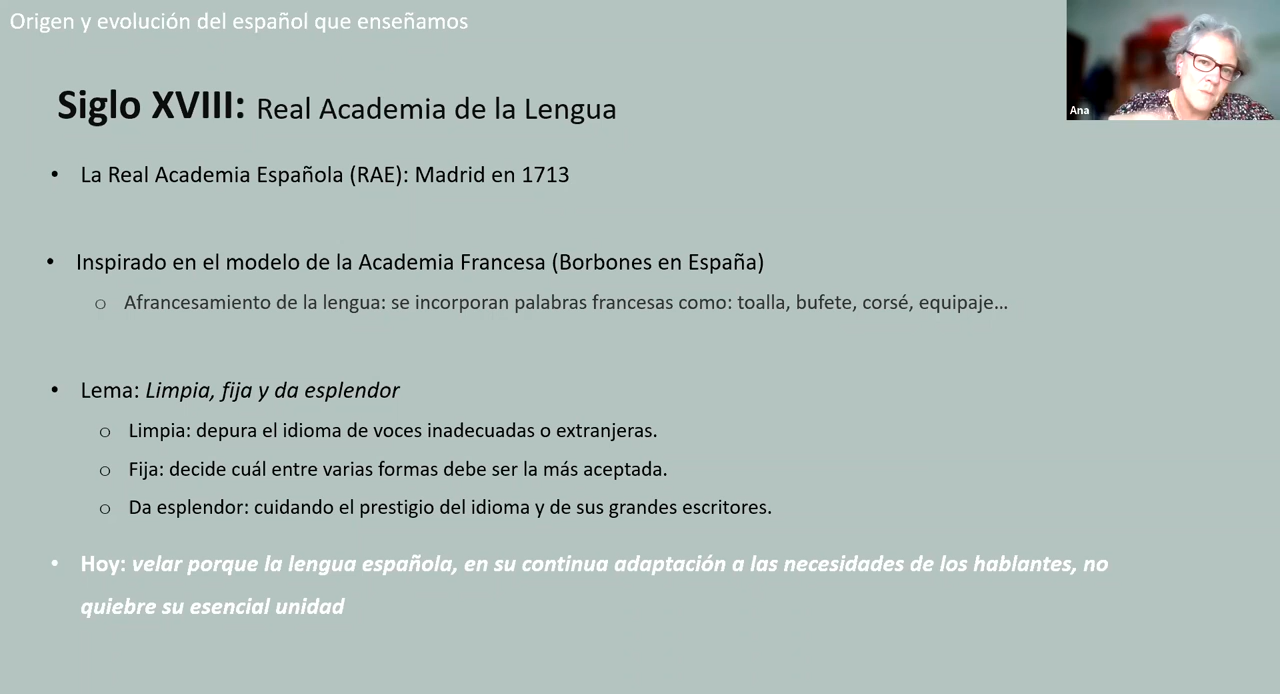 Origen y evolución del español que enseñamos
Ana
Siglo XVIII: Real Academia de la Lengua
• La Real Academia Española (RAE): Madrid en 1713
• Inspirado en el modelo de la Academia Francesa (Borbones en España)
○ Afrancesamiento de la lengua: se incorporan palabras francesas como: toalla, bufete, corsé, equipaje…
• Lema: Limpia, fija y da esplendor
○ Limpia: depura el idioma de voces inadecuadas o extranjeras.
○ Fija: decide cuál entre varias formas debe ser la más aceptada.
○ Da esplendor: cuidando el prestigio del idioma y de sus grandes escritores.
• Hoy: velar porque la lengua española, en su continua adaptación a las necesidades de los hablantes, no
quiebre su esencial unidad